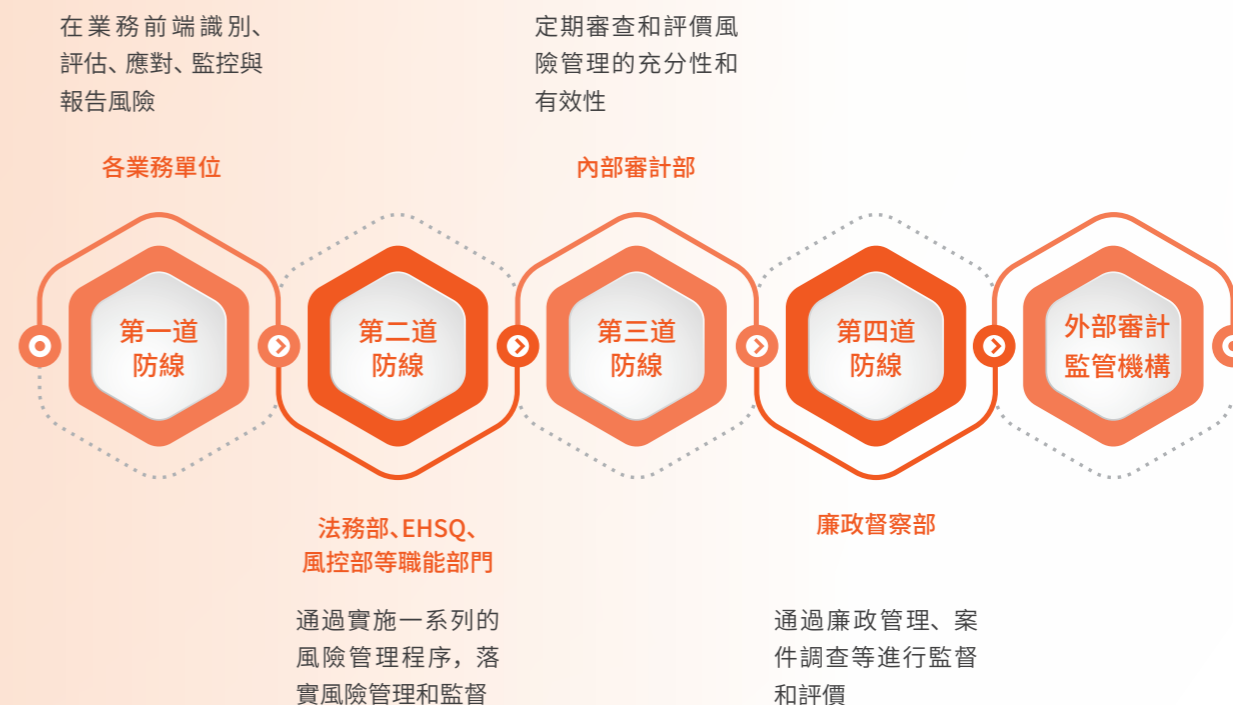 在業務前端識別、
評估、應對、監控與
報告風險
各業務單位
第一道
防線
第二道
防線
法務部、EHSQ、
風控部等職能部門
通過實施一系列的
風險管理程序，落
實風險管理和監督
定期審查和評價風
險管理的充分性和
有效性
內部審計部
第三道
防線
第四道
防線
廉政督察部
通過廉政管理、案
件調查等進行監督
和評價
外部審計
監管機構